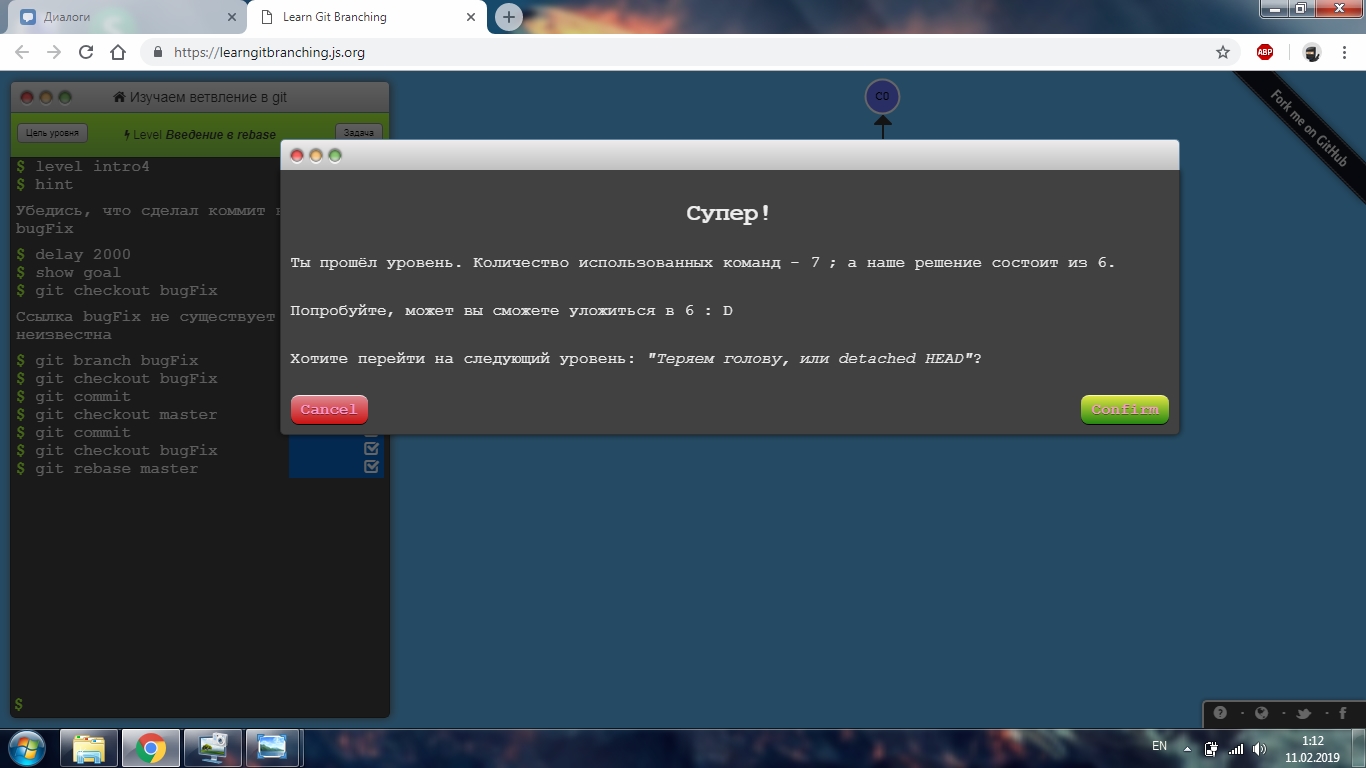 Диалоги
Learn Git Branching
https://learngitbranching.js.org
ABP
Изучаем ветвление в git
Цель уровня
Level Введение в rebase
Задача
$ level intro4
$ hint
Убедись, что сделал коммит в
bugFix
$ delay 2000
$ show goal
$ git checkout bugFix
Ссылка bugFix не существует
неизвестна
$ git branch bugFix
$ git checkout bugFix
$ git commit
$ git checkout master
$ git commit
$ git checkout bugFix
$ git rebase master
$
C0
Fork me on GitHub
Супер!
Ты прошёл уровень. Количество использованных команд – 7 ; а наше решение состоит из 6.
Попробуйте, может вы сможете уложиться в 6 : D
Хотите перейти на следующий уровень: "Теряем голову, или detached HEAD"?
Cancel
Confirm
EN
1:12
11.02.2019